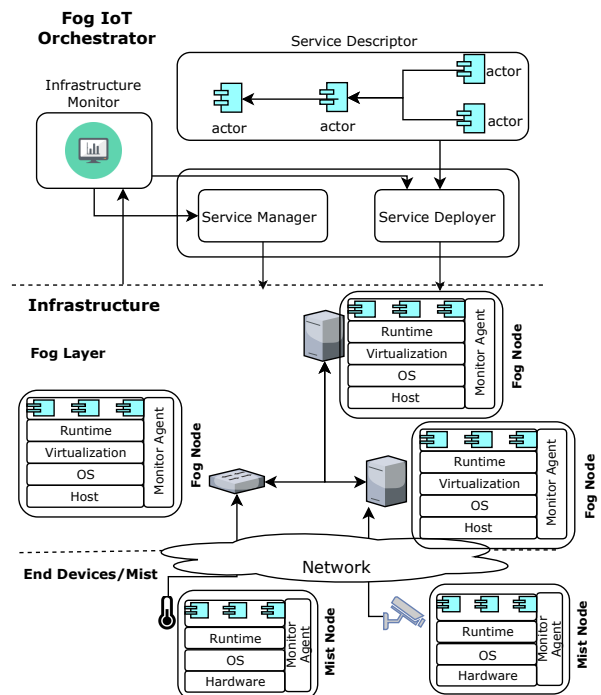 Fog IoT
Orchestrator
Service Descriptor
Infrastructure
Monitor
actor
actor
actor
actor
Service Manager
Service Deployer
Infrastructure
Runtime
Virtualization
OS
Host
Monitor Agent
Fog Node
Fog Layer
Runtime
Virtualization
OS
Host
Monitor Agent
Fog Node
Runtime
Virtualization
OS
Host
Monitor Agent
Fog Node
Network
End Devices/Mist
Runtime
OS
Hardware
Monitor
Agent
Mist Node
Runtime
OS
Hardware
Monitor
Agent
Mist Node